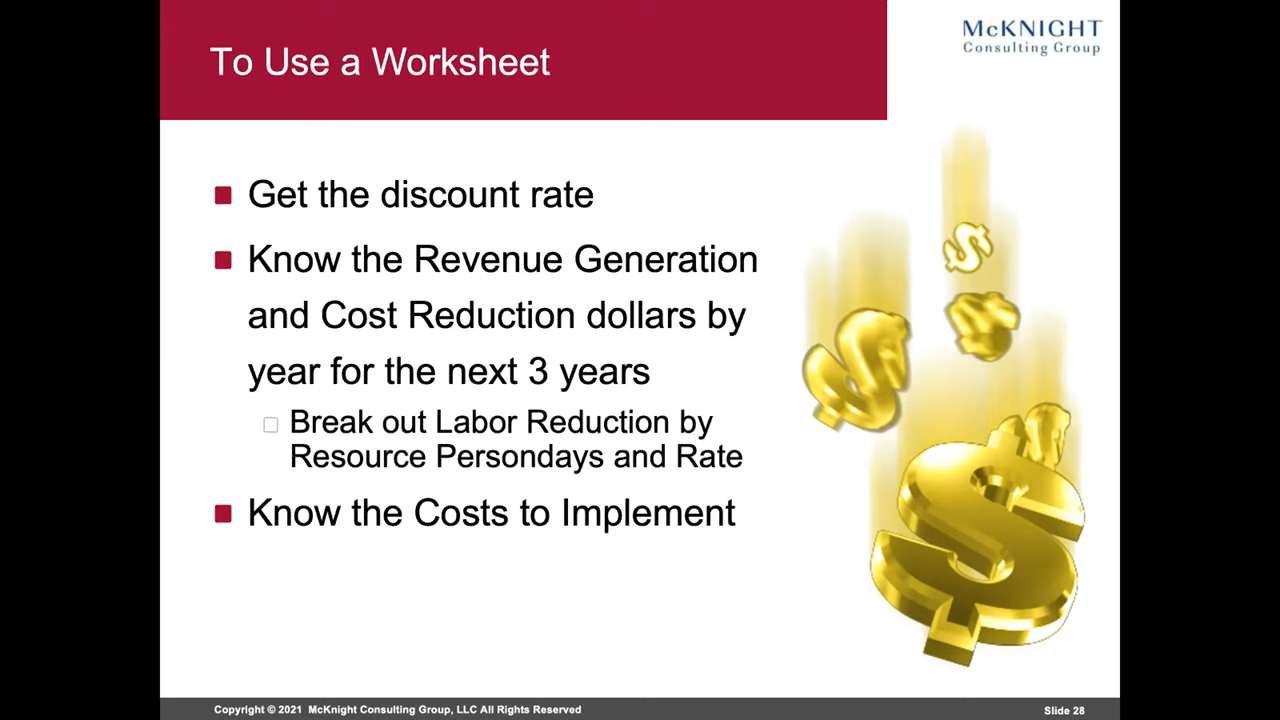 To Use a Worksheet
McKNIGHT
Consulting Group
Get the discount rate
Know the Revenue Generation
and Cost Reduction dollars by
year for the next 3 years
Break out Labor Reduction by
Resource Persondays and Rate
Know the Costs to Implement
Copyright © 2021 McKnight Consulting Group, LLC All Rights Reserved
Slide 28